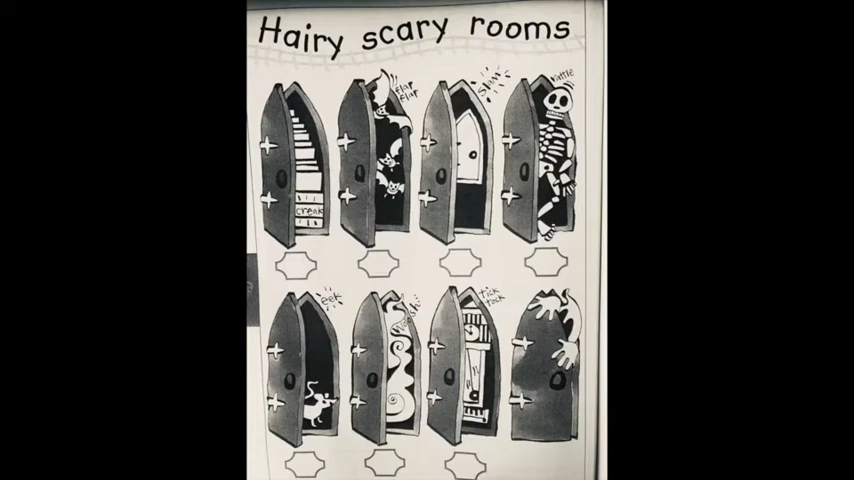 Hairy scary rooms
flap
flap
slam
rattle
creak
eek
tick
tock